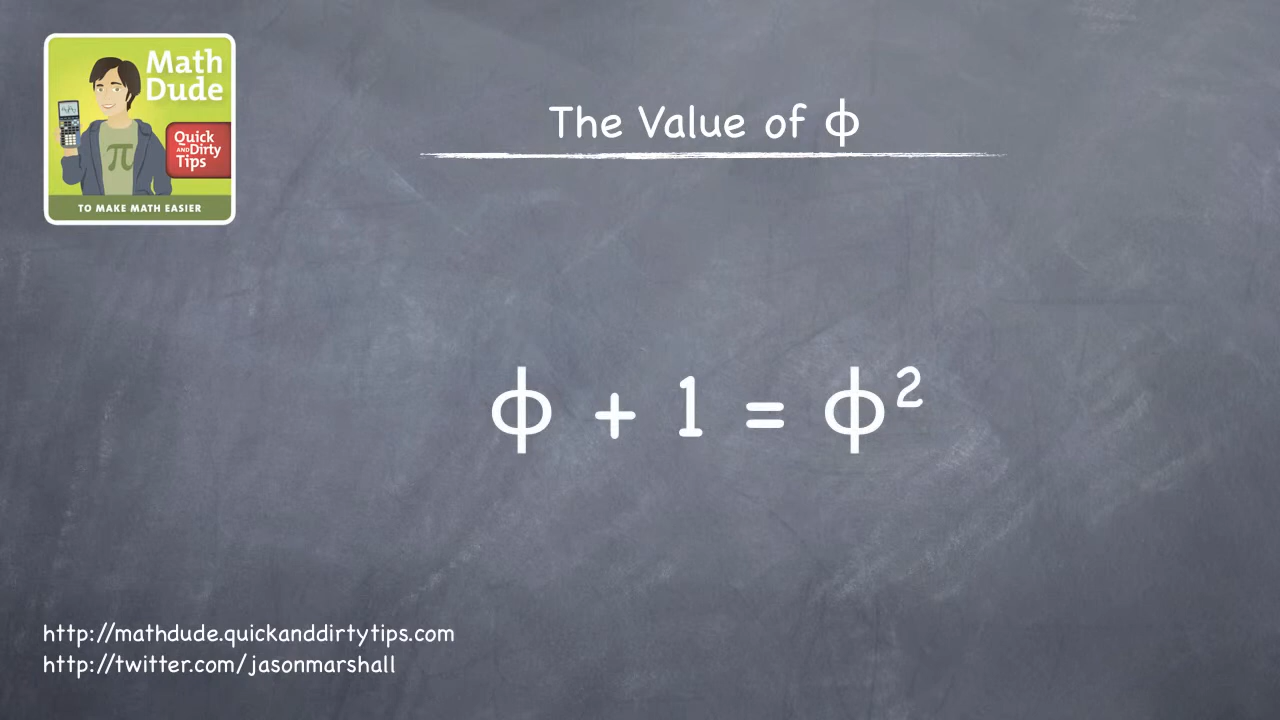 Math
Dude
Quick
AND Dirty
Tips
π
TO MAKE MATH EASIER
The Value of ϕ
ϕ + 1 = ϕ²
http://mathdude.quickanddirtytips.com
http://twitter.com/jasonmarshall